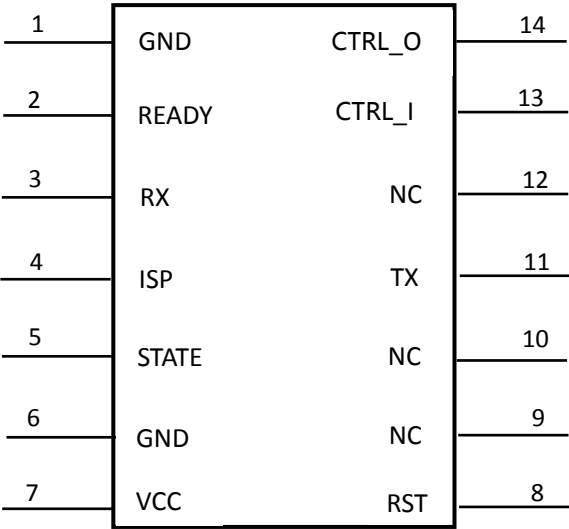 1 GND CTRL_O 14
2 READY CTRL_I 13
3 RX NC 12
4 ISP TX 11
5 STATE NC 10
6 GND NC 9
7 VCC RST 8